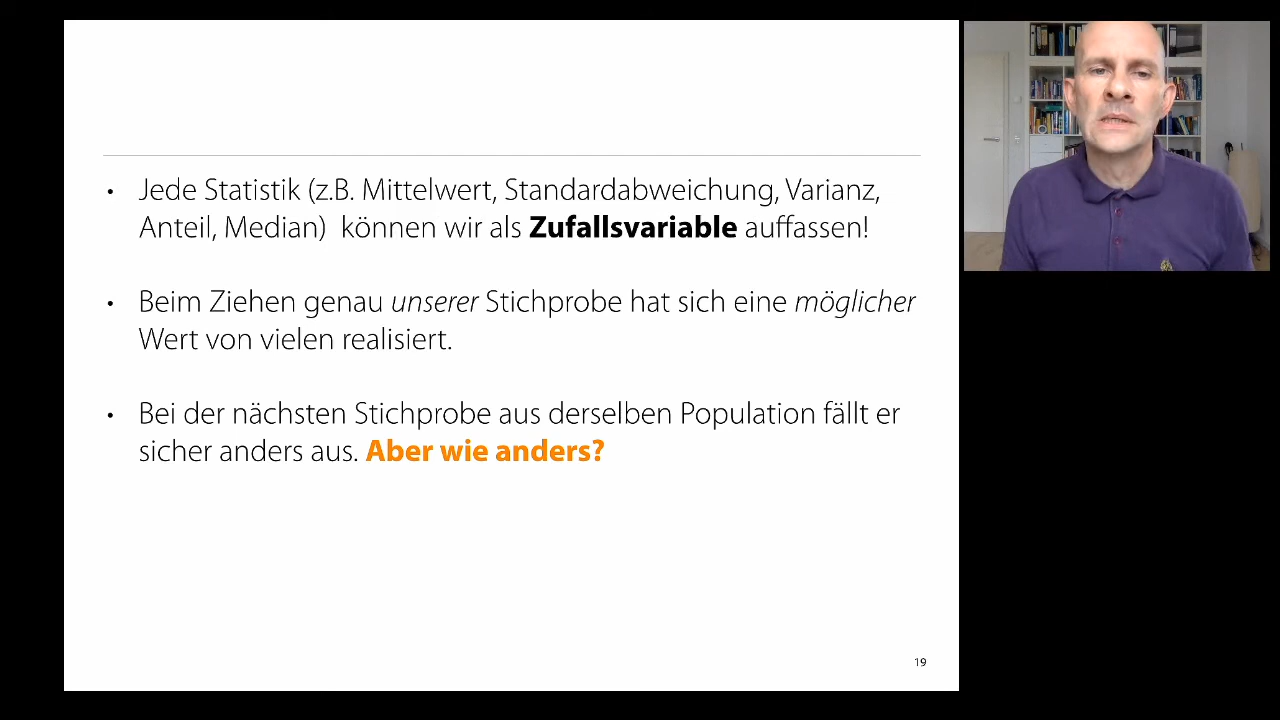 • Jede Statistik (z.B. Mittelwert, Standardabweichung, Varianz,
Anteil, Median)  können wir als Zufallsvariable auffassen!
• Beim Ziehen genau unserer Stichprobe hat sich eine möglicher
Wert von vielen realisiert.
• Bei der nächsten Stichprobe aus derselben Population fällt er
sicher anders aus. Aber wie anders?
19